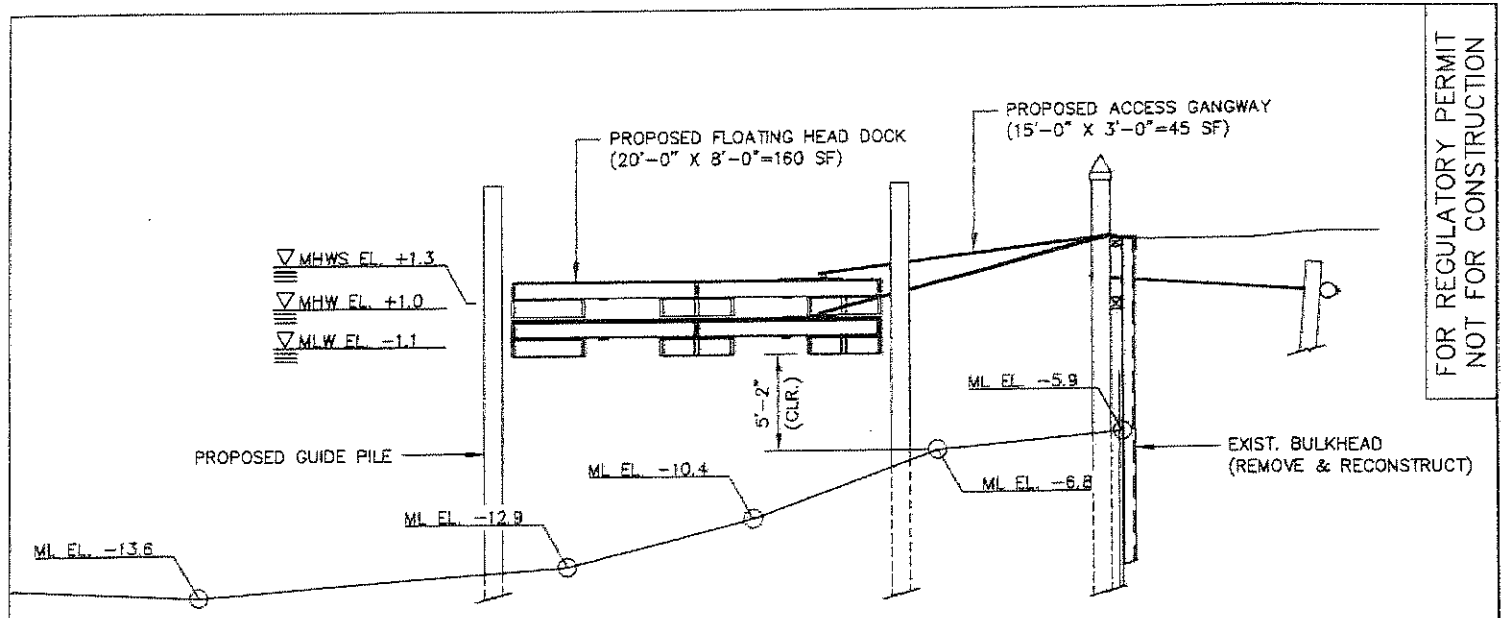 FOR REGULATORY PERMIT
NOT FOR CONSTRUCTION
PROPOSED ACCESS GANGWAY
(15'-0" X 3'-0"=45 SF)
PROPOSED FLOATING HEAD DOCK
(20'-0" X 8'-0"=160 SF)
MHWS EL. +1.3
MHW EL. +1.0
MLW EL. -1.1
5'-2"
(CLR.)
ML EL. -5.9
PROPOSED GUIDE PILE
EXIST. BULKHEAD
(REMOVE & RECONSTRUCT)
ML EL. -10.4
ML EL. -6.8
ML EL. -12.9
ML EL. -13.6